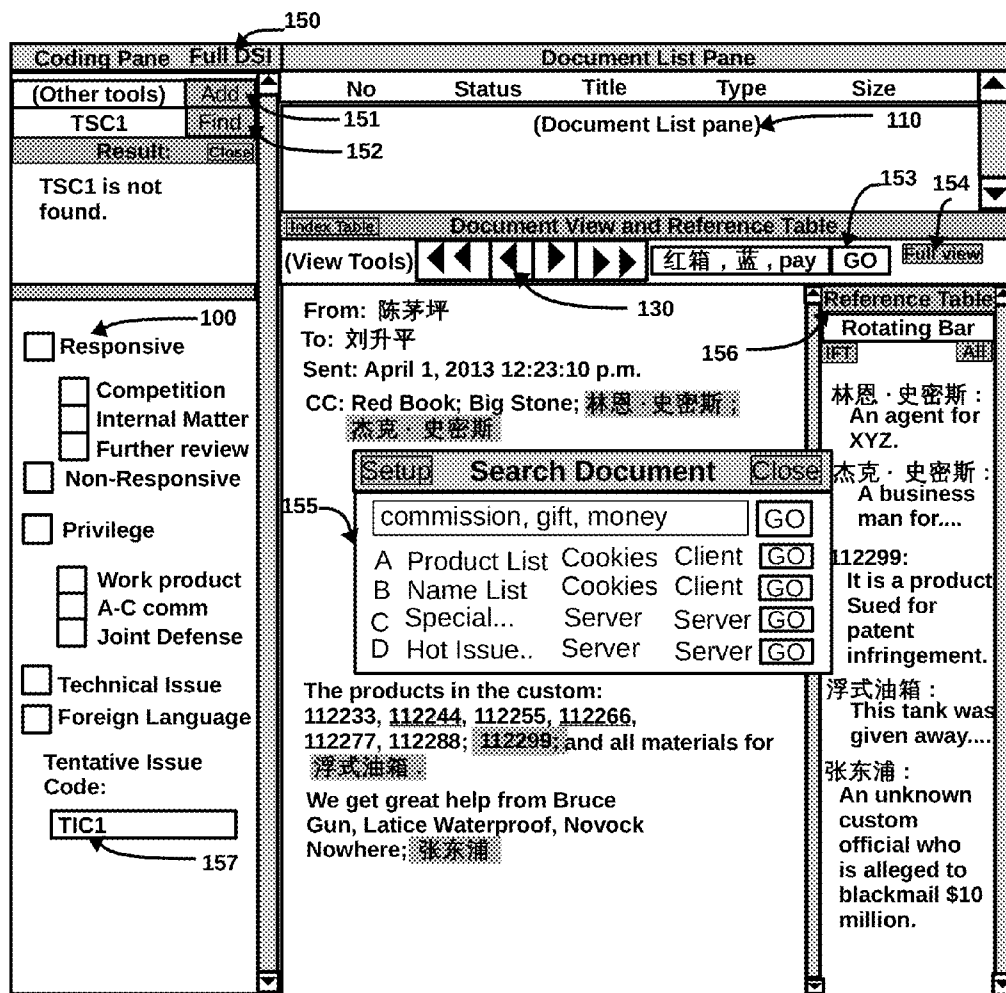 150
Coding Pane Full DSI
(Other tools) Add
151
TSC1 Find
152
Result: Close
TSC1 is not
found.
100
Responsive
Competition
Internal Matter
Further review
Non-Responsive
Privilege
Work product
A-C comm
Joint Defense
Technical Issue
Foreign Language
Tentative Issue
Code:
TIC1
157
Document List Pane
No Status Title Type Size
(Document List pane) 110
153 154
Index Table Document View and Reference Table
(View Tools) 红箱 , 蓝 , pay GO Full view
130
From: 陈茅坪
To: 刘升平
Sent: April 1, 2013 12:23:10 p.m.
CC: Red Book; Big Stone; 林恩 · 史密斯 ;
杰克 · 史密斯
155
Setup Search Document Close
commission, gift, money GO
A Product List Cookies Client GO
B Name List Cookies Client GO
C Special... Server Server GO
D Hot Issue.. Server Server GO
The products in the custom:
112233, 112244, 112255, 112266,
112277, 112288; 112299; and all materials for
浮式油箱 .
We get great help from Bruce
Gun, Latice Waterproof, Novock
Nowhere; 张东浦
156
Reference Table
Rotating Bar
IFT All
林恩 · 史密斯 :
An agent for
XYZ.
杰克 · 史密斯 :
A business
man for....
112299:
It is a product
Sued for
patent
infringement.
浮式油箱 :
This tank was
given away....
张东浦 :
An unknown
custom
official who
is alleged to
blackmail $10
million.